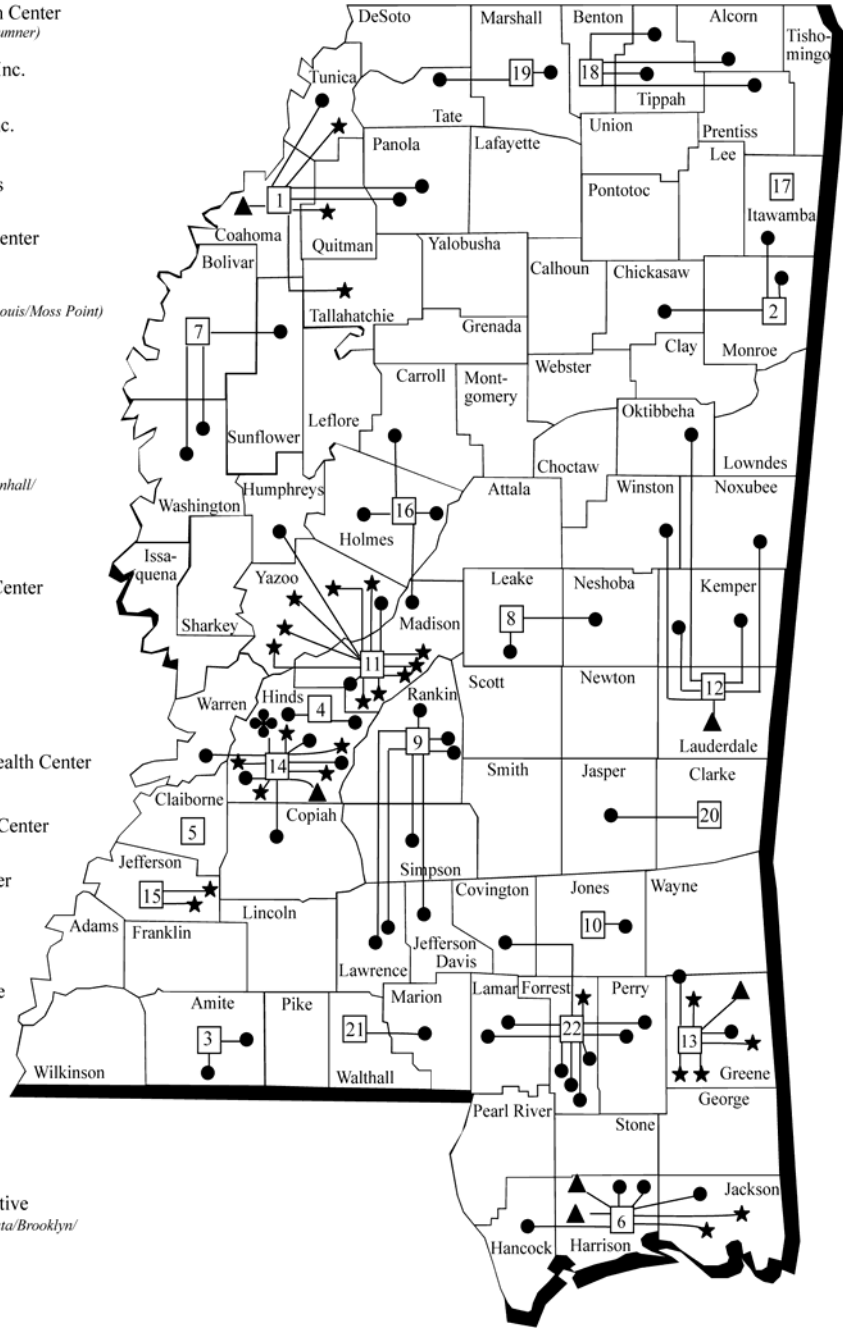 n Center
umner)
Inc.
c.
s
enter
ouis/Moss Point)
nhall/
Center
ealth Center
Center
er
e
tive
nta/Brooklyn/
DeSoto
Marshall
Benton
Alcorn
Tisho-
mingo
Tunica
19
18
Tate
Tippah
Panola
Lafayette
Union
Prentiss
Lee
Pontotoc
17
Itawamba
1
Coahoma
Quitman
Bolivar
Yalobusha
Calhoun
Chickasaw
Tallahatchie
2
7
Grenada
Clay
Monroe
Carroll
Mont-
gomery
Webster
Leflore
Oktibbeha
Sunflower
Choctaw
Lowndes
Humphreys
Attala
Winston
Noxubee
Washington
16
Holmes
Issa-
quena
Yazoo
Leake
Neshoba
Kemper
Sharkey
Madison
8
11
Scott
Newton
12
Warren
Hinds
4
Rankin
9
Lauderdale
14
Smith
Jasper
Clarke
Claiborne
Copiah
20
5
Jefferson
Simpson
15
Covington
Jones
Wayne
Lincoln
10
Adams
Franklin
Jefferson
Davis
Lawrence
Amite
Pike
Marion
Lamar
Forrest
Perry
3
21
22
13
Wilkinson
Walthall
Greene
George
Pearl River
Stone
Jackson
6
Hancock
Harrison